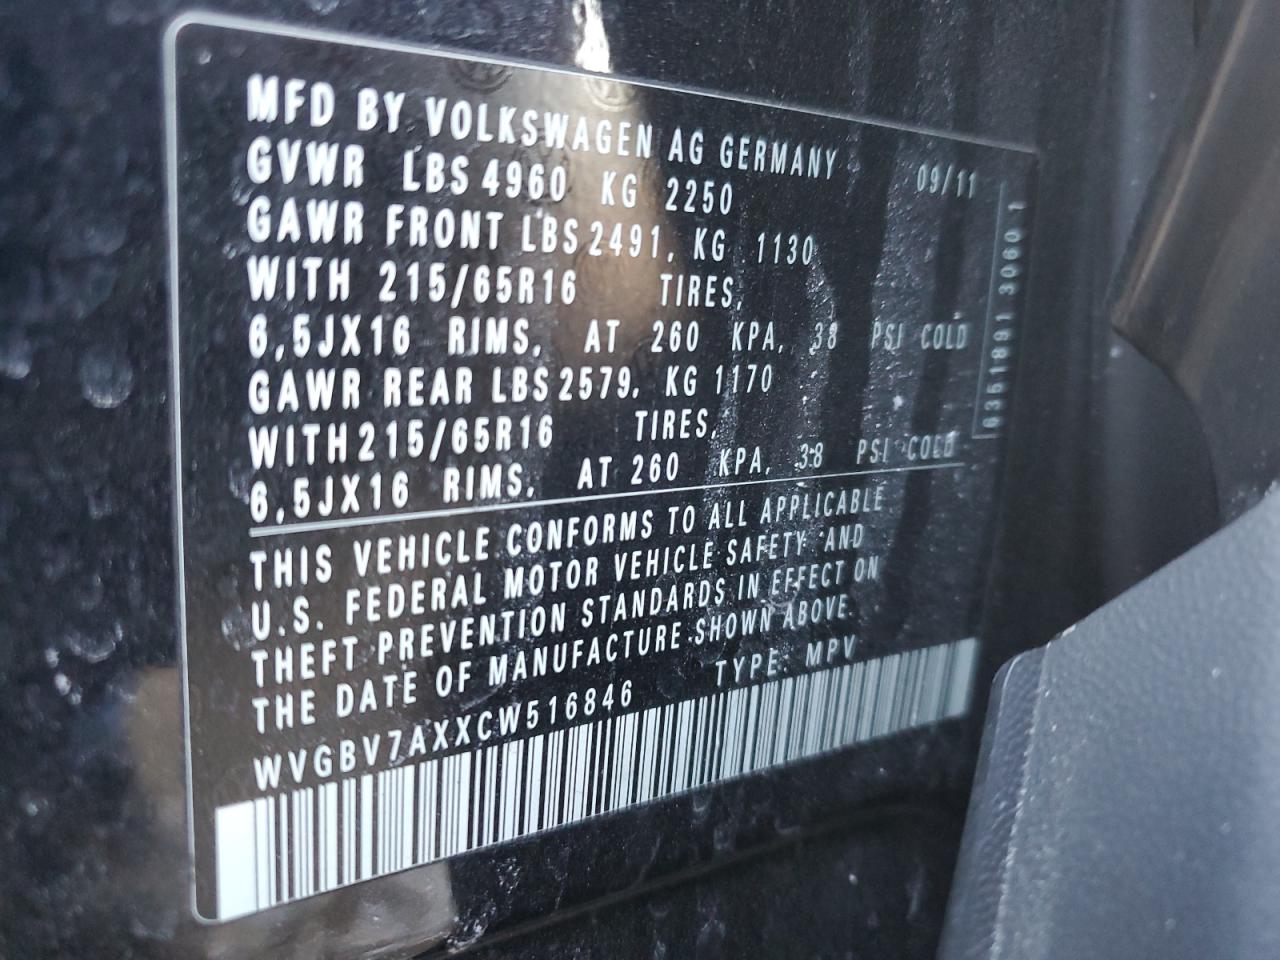 MFD BY VOLKSWAGEN AG GERMANY 09/11
GVWR LBS 4960 KG 2250
GAWR FRONT LBS 2491, KG 1130
WITH 215/65R16 TIRES,
6,5JX16 RIMS, AT 260 KPA, 38 PSI COLD
GAWR REAR LBS 2579, KG 1170
WITH 215/65R16 TIRES,
6,5JX16 RIMS, AT 260 KPA, 38 PSI COLD
THIS VEHICLE CONFORMS TO ALL APPLICABLE
U.S. FEDERAL MOTOR VEHICLE SAFETY AND
THEFT PREVENTION STANDARDS IN EFFECT ON
THE DATE OF MANUFACTURE SHOWN ABOVE.
WVGBV7AXXCW516846 TYPE: MPV
6351891 3060 1